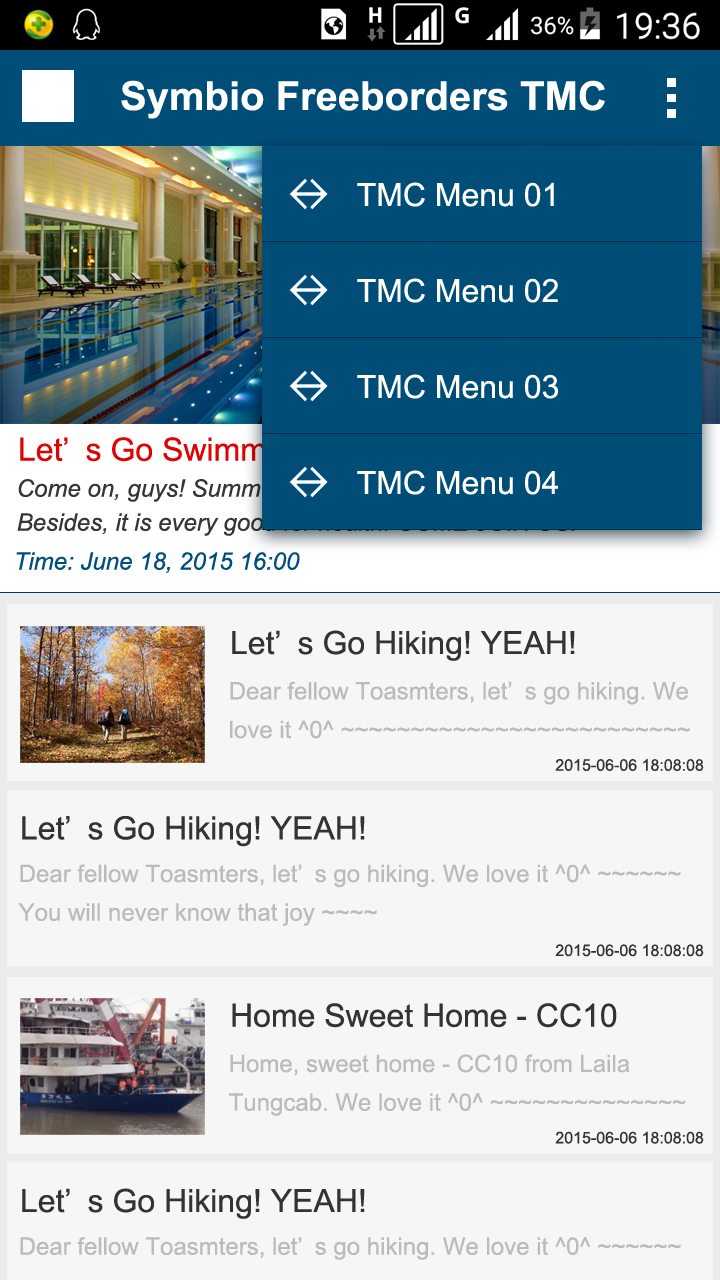 H G 36% 19:36
Symbio Freeborders TMC
TMC Menu 01
TMC Menu 02
TMC Menu 03
TMC Menu 04
Let’s Go Swimm
Come on, guys! Summ
Besides, it is every good for
Time: June 18, 2015 16:00
Let’s Go Hiking! YEAH!
Dear fellow Toasmters, let’s go hiking. We
love it ^0^ ~~~~~~~~~~~~~~~~~~~~~~~~~
2015-06-06 18:08:08
Let’s Go Hiking! YEAH!
Dear fellow Toasmters, let’s go hiking. We love it ^0^ ~~~~~~
You will never know that joy ~~~~
2015-06-06 18:08:08
Home Sweet Home - CC10
Home, sweet home - CC10 from Laila
Tungcab. We love it ^0^ ~~~~~~~~~~~~~~
2015-06-06 18:08:08
Let’s Go Hiking! YEAH!
Dear fellow Toasmters, let’s go hiking. We love it ^0^ ~~~~~~